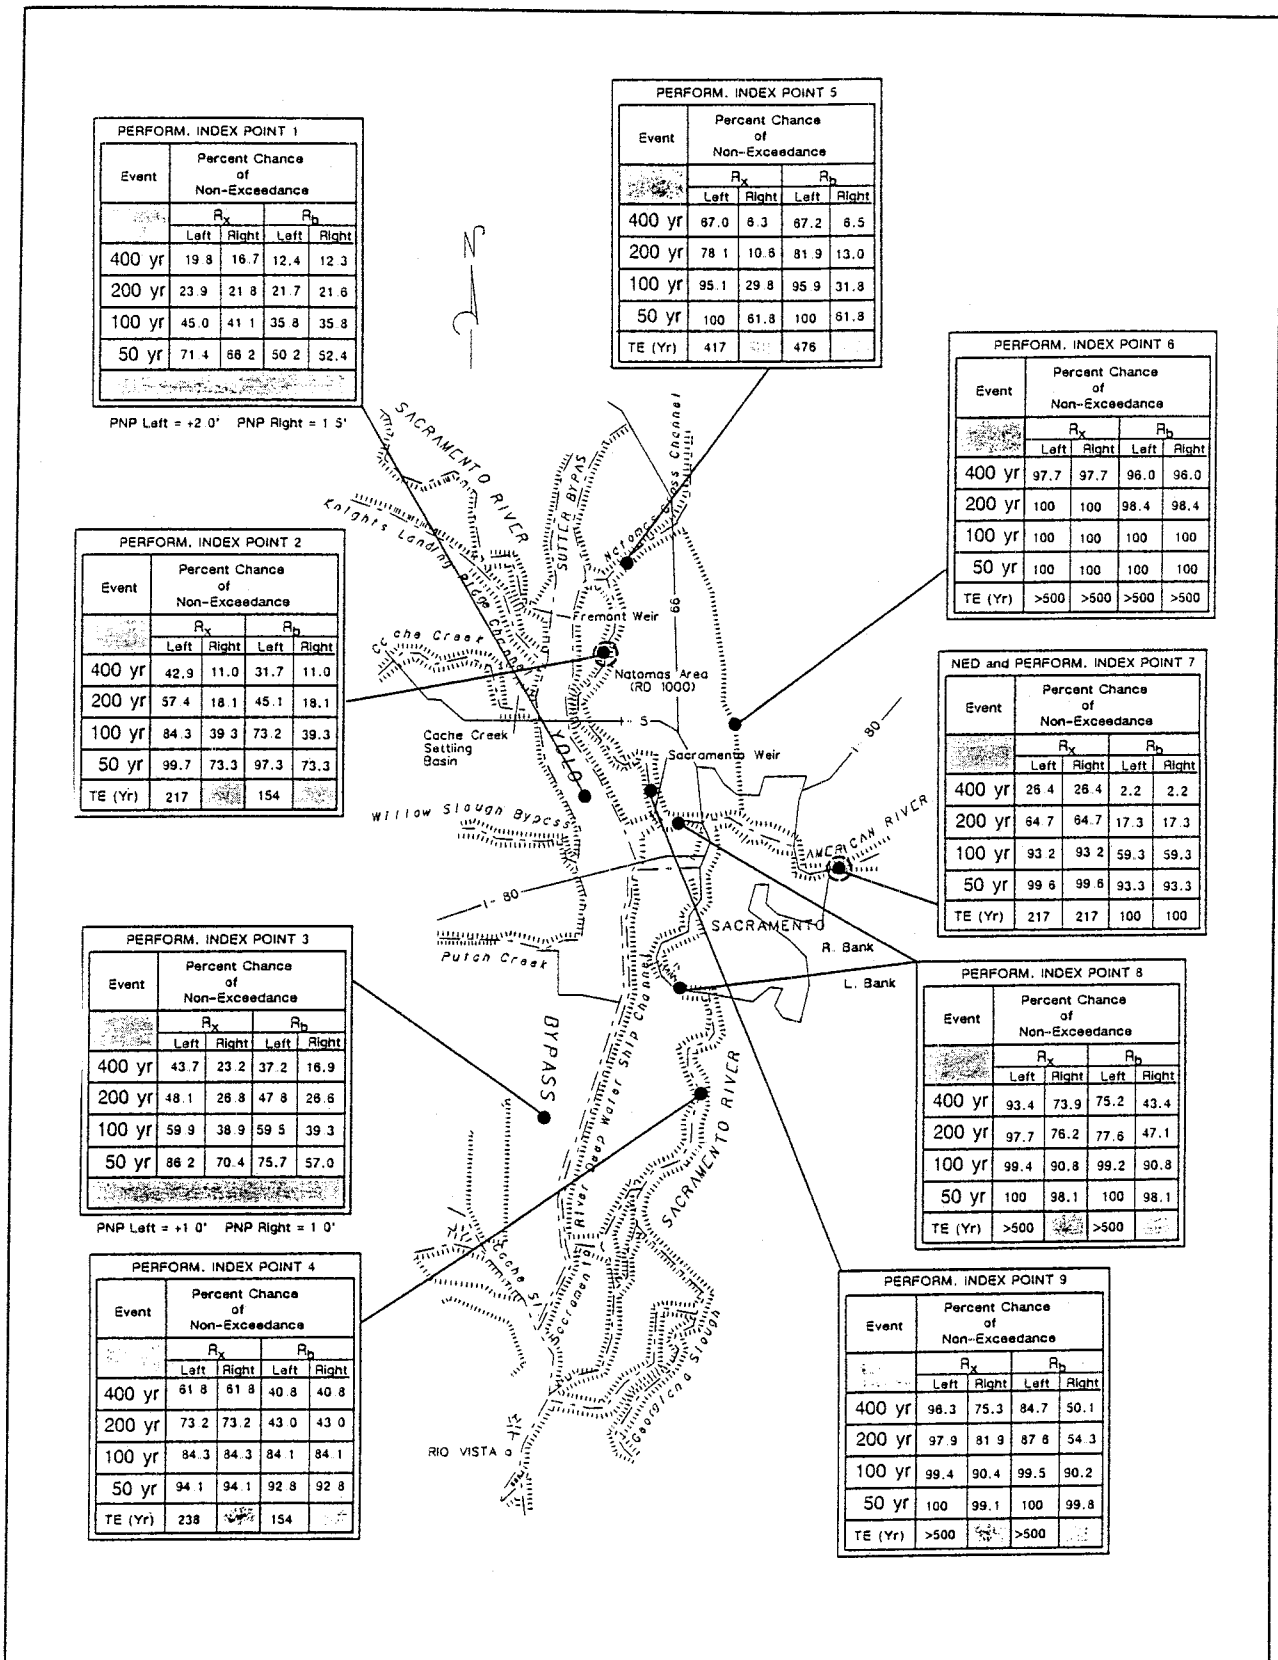 PERFORM. INDEX POINT 1
Event Percent Chance of Non-Exceedance
Rx Rb
Left Right Left Right
400 yr 19.8 16.7 12.4 12.3
200 yr 23.9 21.8 21.7 21.6
100 yr 45.0 41.1 35.8 35.8
50 yr 71.4 66.2 50.2 52.4
PNP Left = +2.0' PNP Right = 1.5'
PERFORM. INDEX POINT 5
Event Percent Chance of Non-Exceedance
Rx Rb
Left Right Left Right
400 yr 67.0 6.3 67.2 6.5
200 yr 78.1 10.6 81.9 13.0
100 yr 95.1 29.8 95.9 31.8
50 yr 100 61.8 100 61.8
TE (Yr) 417 476
PERFORM. INDEX POINT 6
Event Percent Chance of Non-Exceedance
Rx Rb
Left Right Left Right
400 yr 97.7 97.7 96.0 96.0
200 yr 100 100 98.4 98.4
100 yr 100 100 100 100
50 yr 100 100 100 100
TE (Yr) >500 >500 >500 >500
PERFORM. INDEX POINT 2
Event Percent Chance of Non-Exceedance
Rx Rb
Left Right Left Right
400 yr 42.9 11.0 31.7 11.0
200 yr 57.4 18.1 45.1 18.1
100 yr 84.3 39.3 73.2 39.3
50 yr 99.7 73.3 97.3 73.3
TE (Yr) 217 154
NED and PERFORM. INDEX POINT 7
Event Percent Chance of Non-Exceedance
Rx Rb
Left Right Left Right
400 yr 26.4 26.4 2.2 2.2
200 yr 64.7 64.7 17.3 17.3
100 yr 93.2 93.2 59.3 59.3
50 yr 99.6 99.6 93.3 93.3
TE (Yr) 217 217 100 100
PERFORM. INDEX POINT 3
Event Percent Chance of Non-Exceedance
Rx Rb
Left Right Left Right
400 yr 43.7 23.2 37.2 16.9
200 yr 48.1 26.8 47.8 26.6
100 yr 59.9 38.9 59.5 39.3
50 yr 86.2 70.4 75.7 57.0
PNP Left = +1.0' PNP Right = 1.0'
PERFORM. INDEX POINT 8
Event Percent Chance of Non-Exceedance
Rx Rb
Left Right Left Right
400 yr 93.4 73.9 75.2 43.4
200 yr 97.7 76.2 77.6 47.1
100 yr 99.4 90.8 99.2 90.8
50 yr 100 98.1 100 98.1
TE (Yr) >500 >500
PERFORM. INDEX POINT 4
Event Percent Chance of Non-Exceedance
Rx Rb
Left Right Left Right
400 yr 61.8 61.8 40.8 40.8
200 yr 73.2 73.2 43.0 43.0
100 yr 84.3 84.3 84.1 84.1
50 yr 94.1 94.1 92.8 92.8
TE (Yr) 238 154
PERFORM. INDEX POINT 9
Event Percent Chance of Non-Exceedance
Rx Rb
Left Right Left Right
400 yr 96.3 75.3 84.7 50.1
200 yr 97.9 81.9 87.6 54.3
100 yr 99.4 90.4 99.5 90.2
50 yr 100 99.1 100 99.8
TE (Yr) >500 >500
N
SACRAMENTO RIVER
Knights Landing Ridge Channel
SUTTER BYPAS
Natomas Cross Channel
99
Fremont Weir
Cache Creek
Natomas Area
(RD 1000)
I-5
Cache Creek
Settling
Basin
YOLO
Sacramento Weir
I-80
Willow Slough Bypass
AMERICAN RIVER
I-80
SACRAMENTO
R. Bank
L. Bank
Putah Creek
BYPASS
Sacramento River Deep Water Ship Channel
SACRAMENTO RIVER
Cache Sl
Georgiana Slough
RIO VISTA